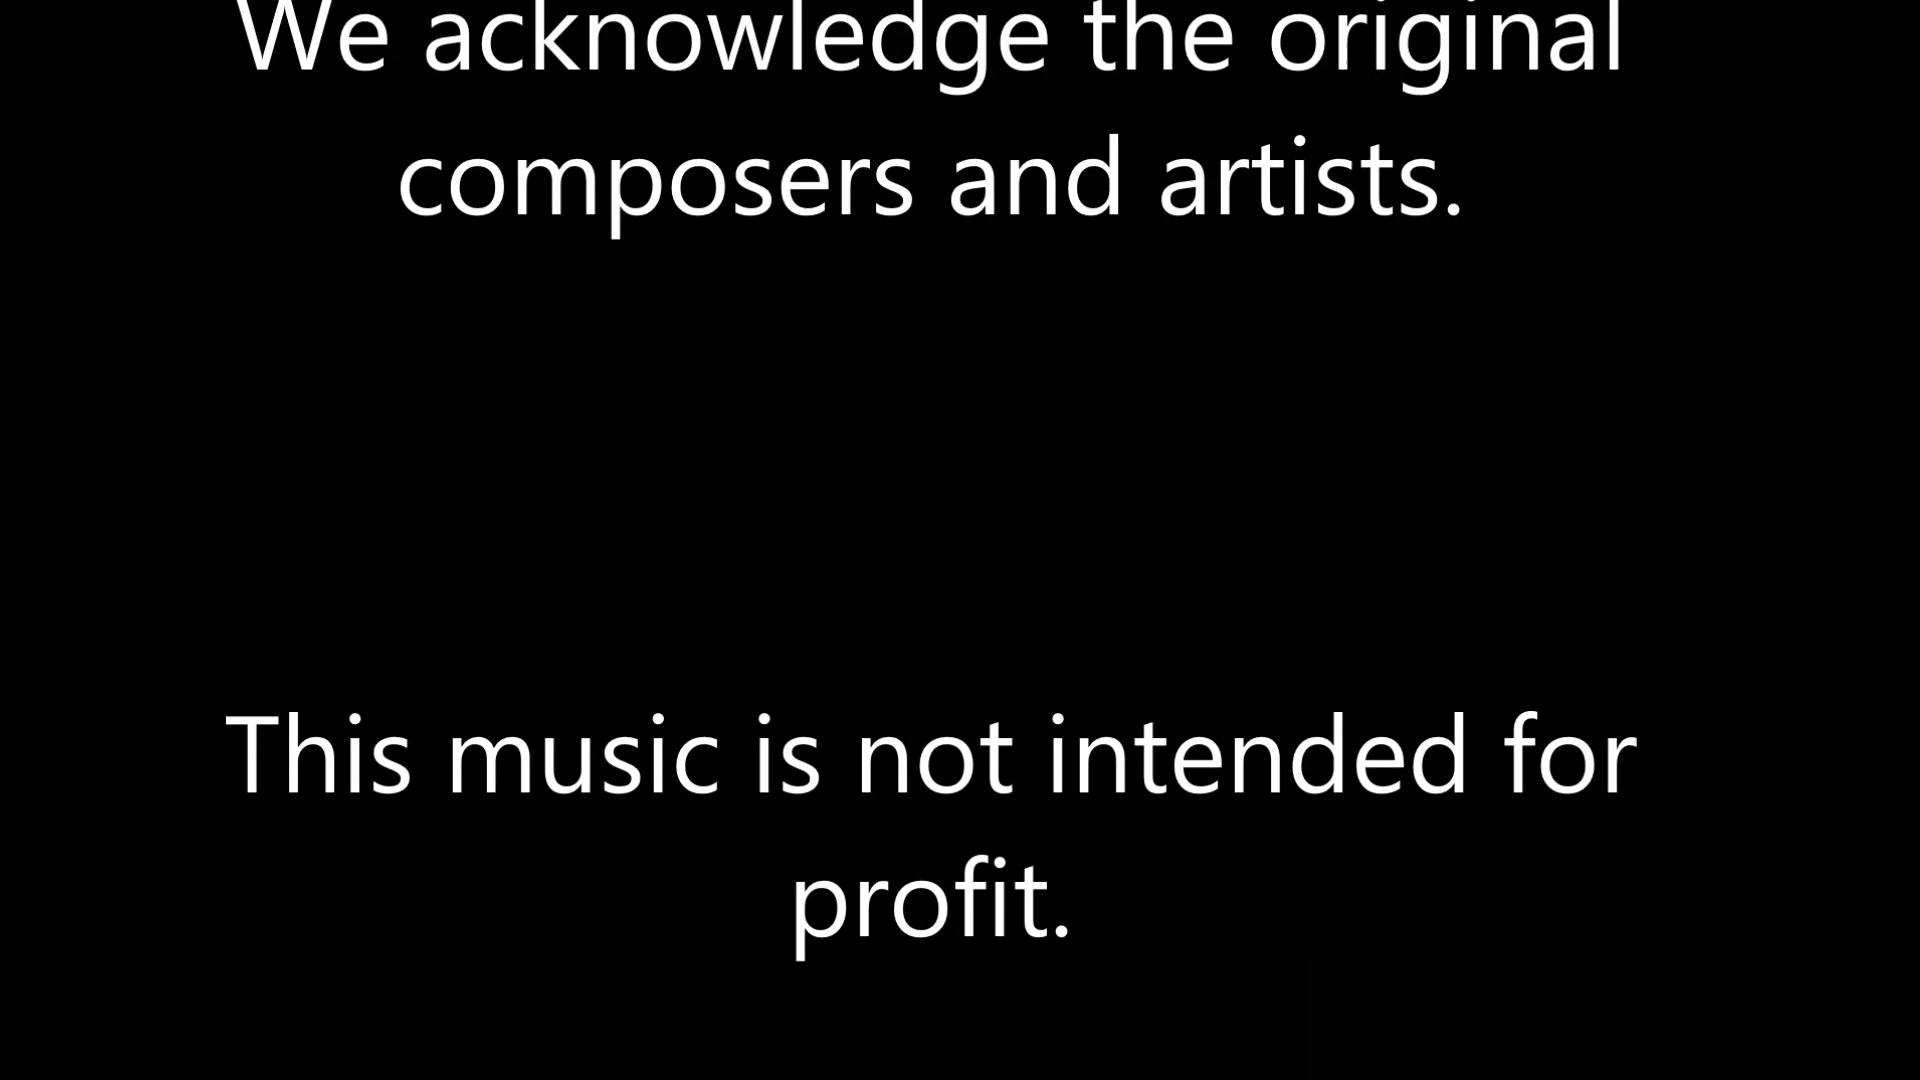 We acknowledge the original
composers and artists.
This music is not intended for
profit.